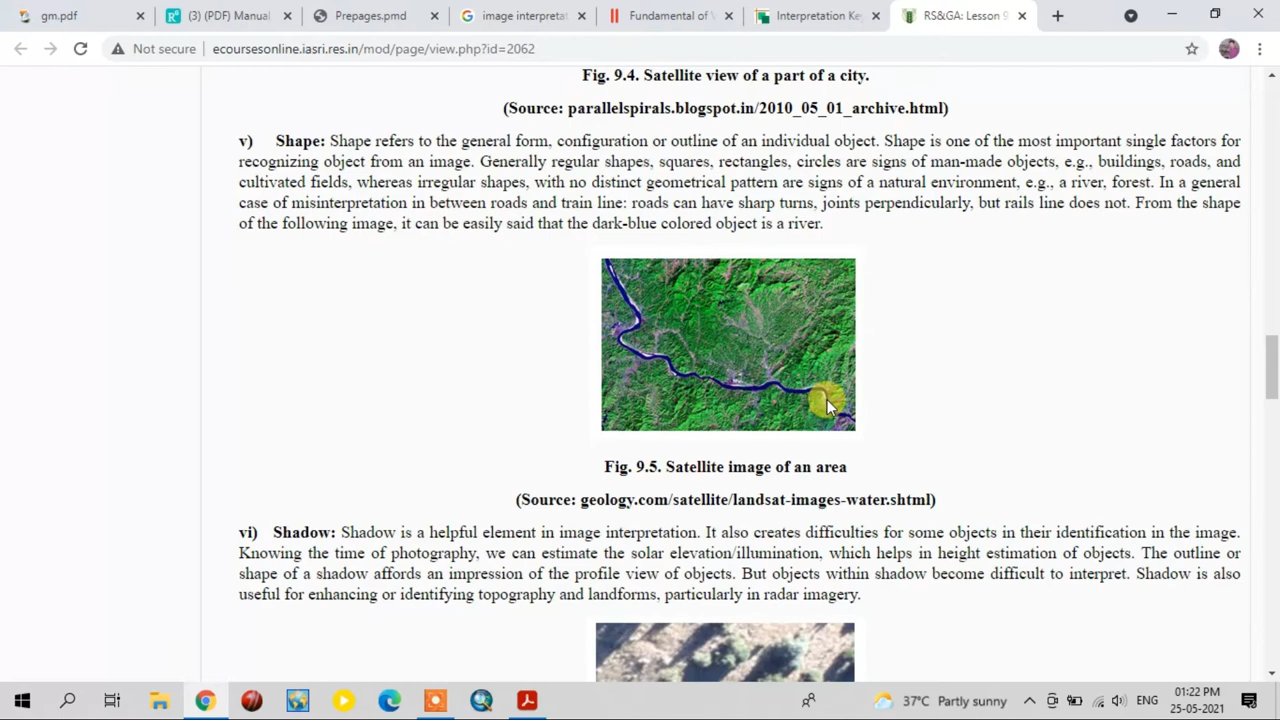 gm.pdf
(3) (PDF) Manual
Prepages.pmd
image interpretat
Fundamental of V
Interpretation Key
RS&GA: Lesson 9
Not secure | ecoursesonline.iasri.res.in/mod/page/view.php?id=2062
Fig. 9.4. Satellite view of a part of a city.
(Source: parallelspirals.blogspot.in/2010_05_01_archive.html)
v) Shape: Shape refers to the general form, configuration or outline of an individual object. Shape is one of the most important single factors for
recognizing object from an image. Generally regular shapes, squares, rectangles, circles are signs of man-made objects, e.g., buildings, roads, and
cultivated fields, whereas irregular shapes, with no distinct geometrical pattern are signs of a natural environment, e.g., a river, forest. In a general
case of misinterpretation in between roads and train line: roads can have sharp turns, joints perpendicularly, but rails line does not. From the shape
of the following image, it can be easily said that the dark-blue colored object is a river.
Fig. 9.5. Satellite image of an area
(Source: geology.com/satellite/landsat-images-water.shtml)
vi) Shadow: Shadow is a helpful element in image interpretation. It also creates difficulties for some objects in their identification in the image.
Knowing the time of photography, we can estimate the solar elevation/illumination, which helps in height estimation of objects. The outline or
shape of a shadow affords an impression of the profile view of objects. But objects within shadow become difficult to interpret. Shadow is also
useful for enhancing or identifying topography and landforms, particularly in radar imagery.
37°C Partly sunny
ENG
01:22 PM
25-05-2021